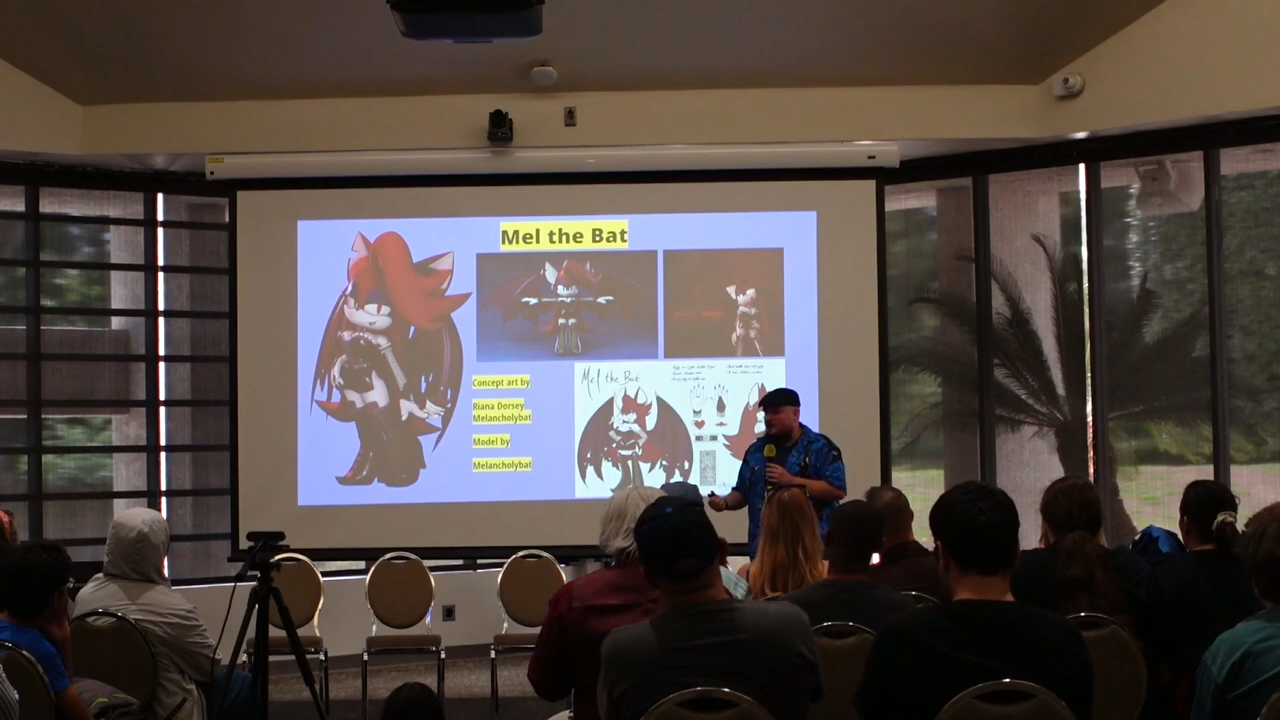 Mel the Bat
Concept art by
Riana Dorsey
Melancholybat
Model by
Melancholybat
Mel the Bat